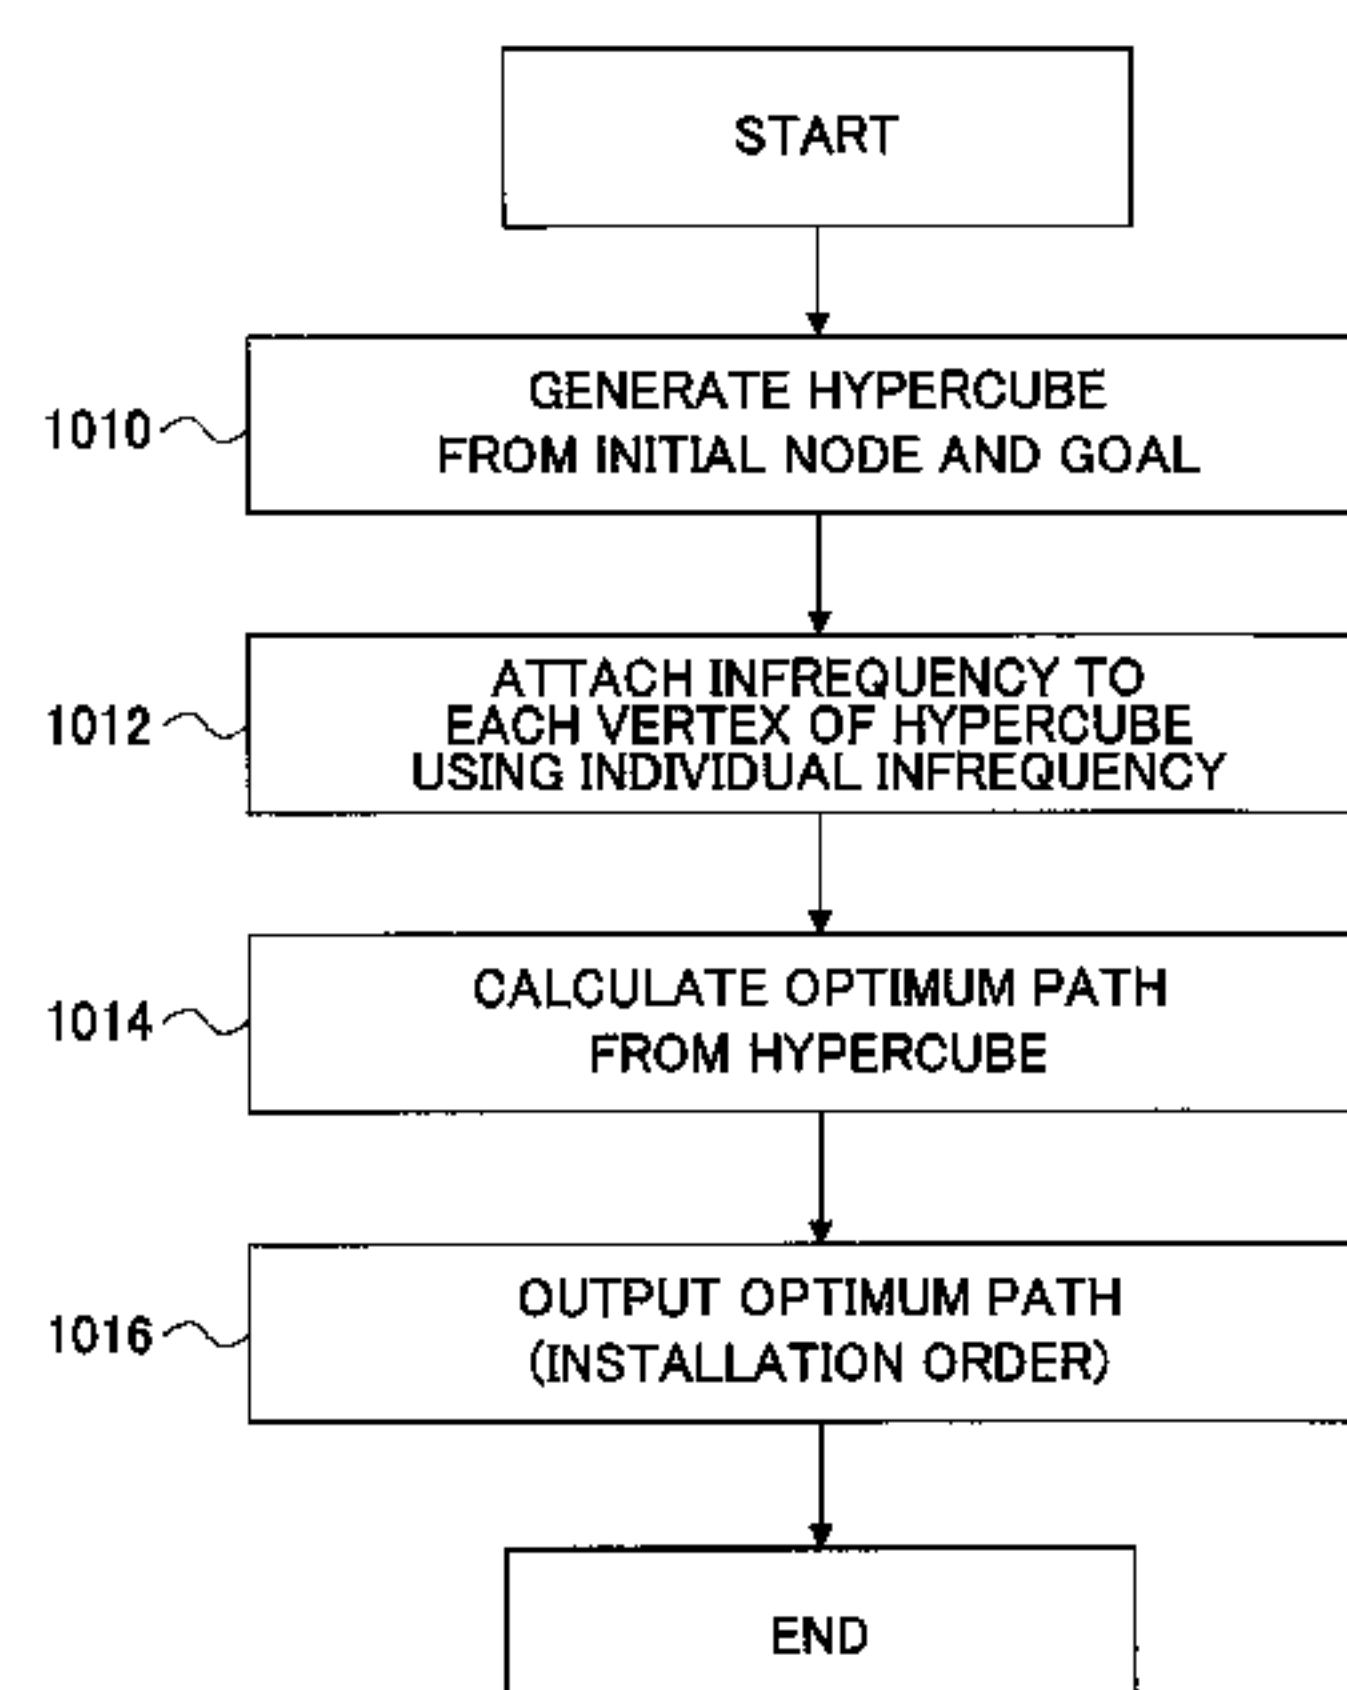 START
GENERATE HYPERCUBE
FROM INITIAL NODE AND GOAL
1010
ATTACH INFREQUENCY TO
EACH VERTEX OF HYPERCUBE
USING INDIVIDUAL INFREQUENCY
1012
CALCULATE OPTIMUM PATH
FROM HYPERCUBE
1014
OUTPUT OPTIMUM PATH
(INSTALLATION ORDER)
1016
END